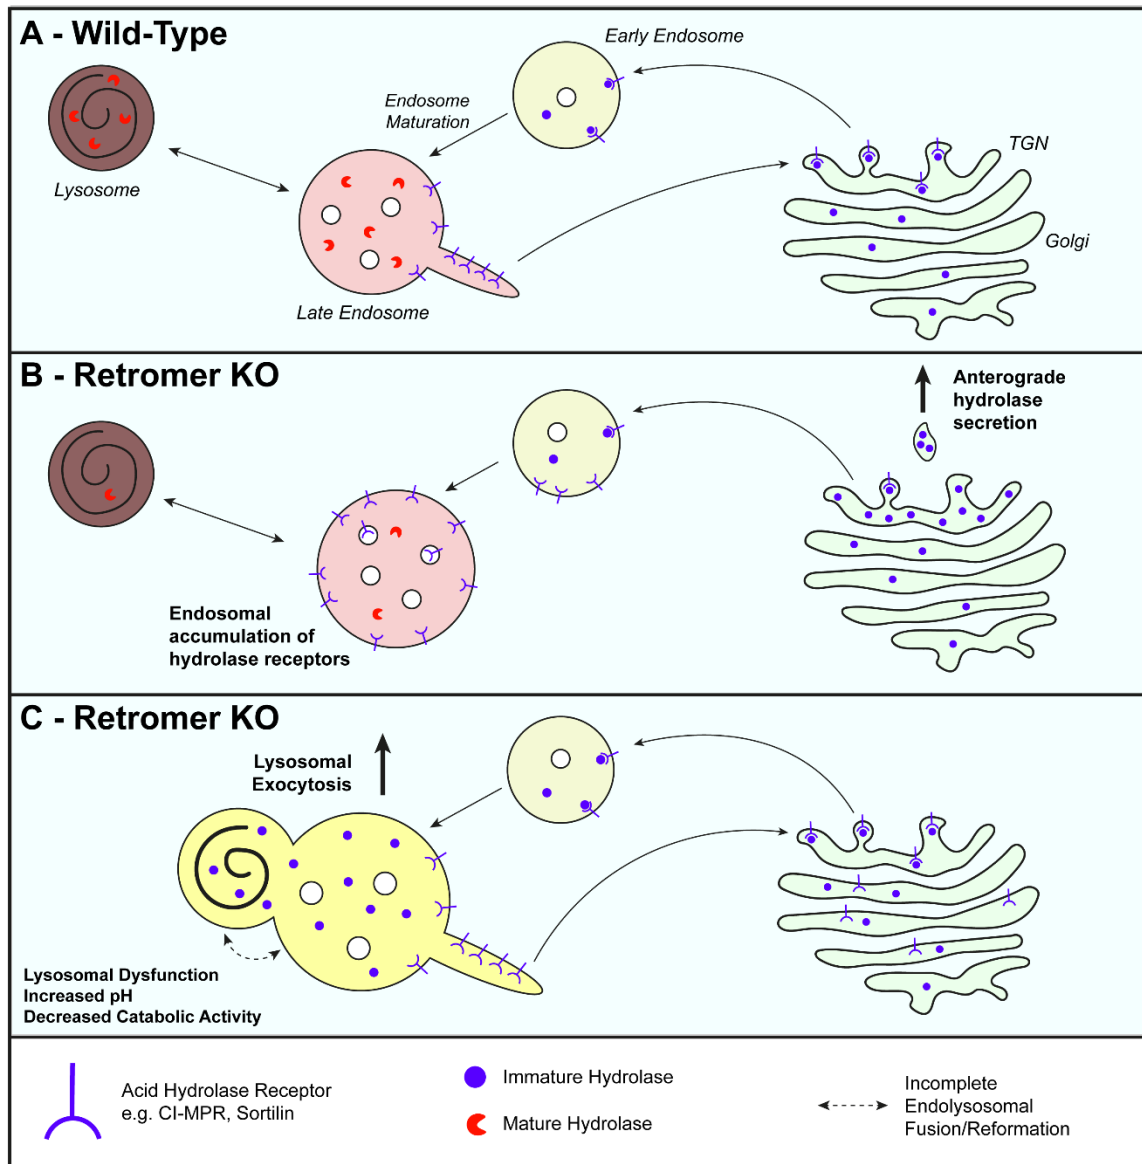 A - Wild-Type
Early Endosome
Endosome
Maturation
TGN
Lysosome
Golgi
Late Endosome
B - Retromer KO
Anterograde
hydrolase
secretion
Endosomal
accumulation of
hydrolase receptors
C - Retromer KO
Lysosomal
Exocytosis
Lysosomal Dysfunction
Increased pH
Decreased Catabolic Activity
Acid Hydrolase Receptor
e.g. CI-MPR, Sortilin
Immature Hydrolase
Mature Hydrolase
Incomplete
Endolysosomal
Fusion/Reformation